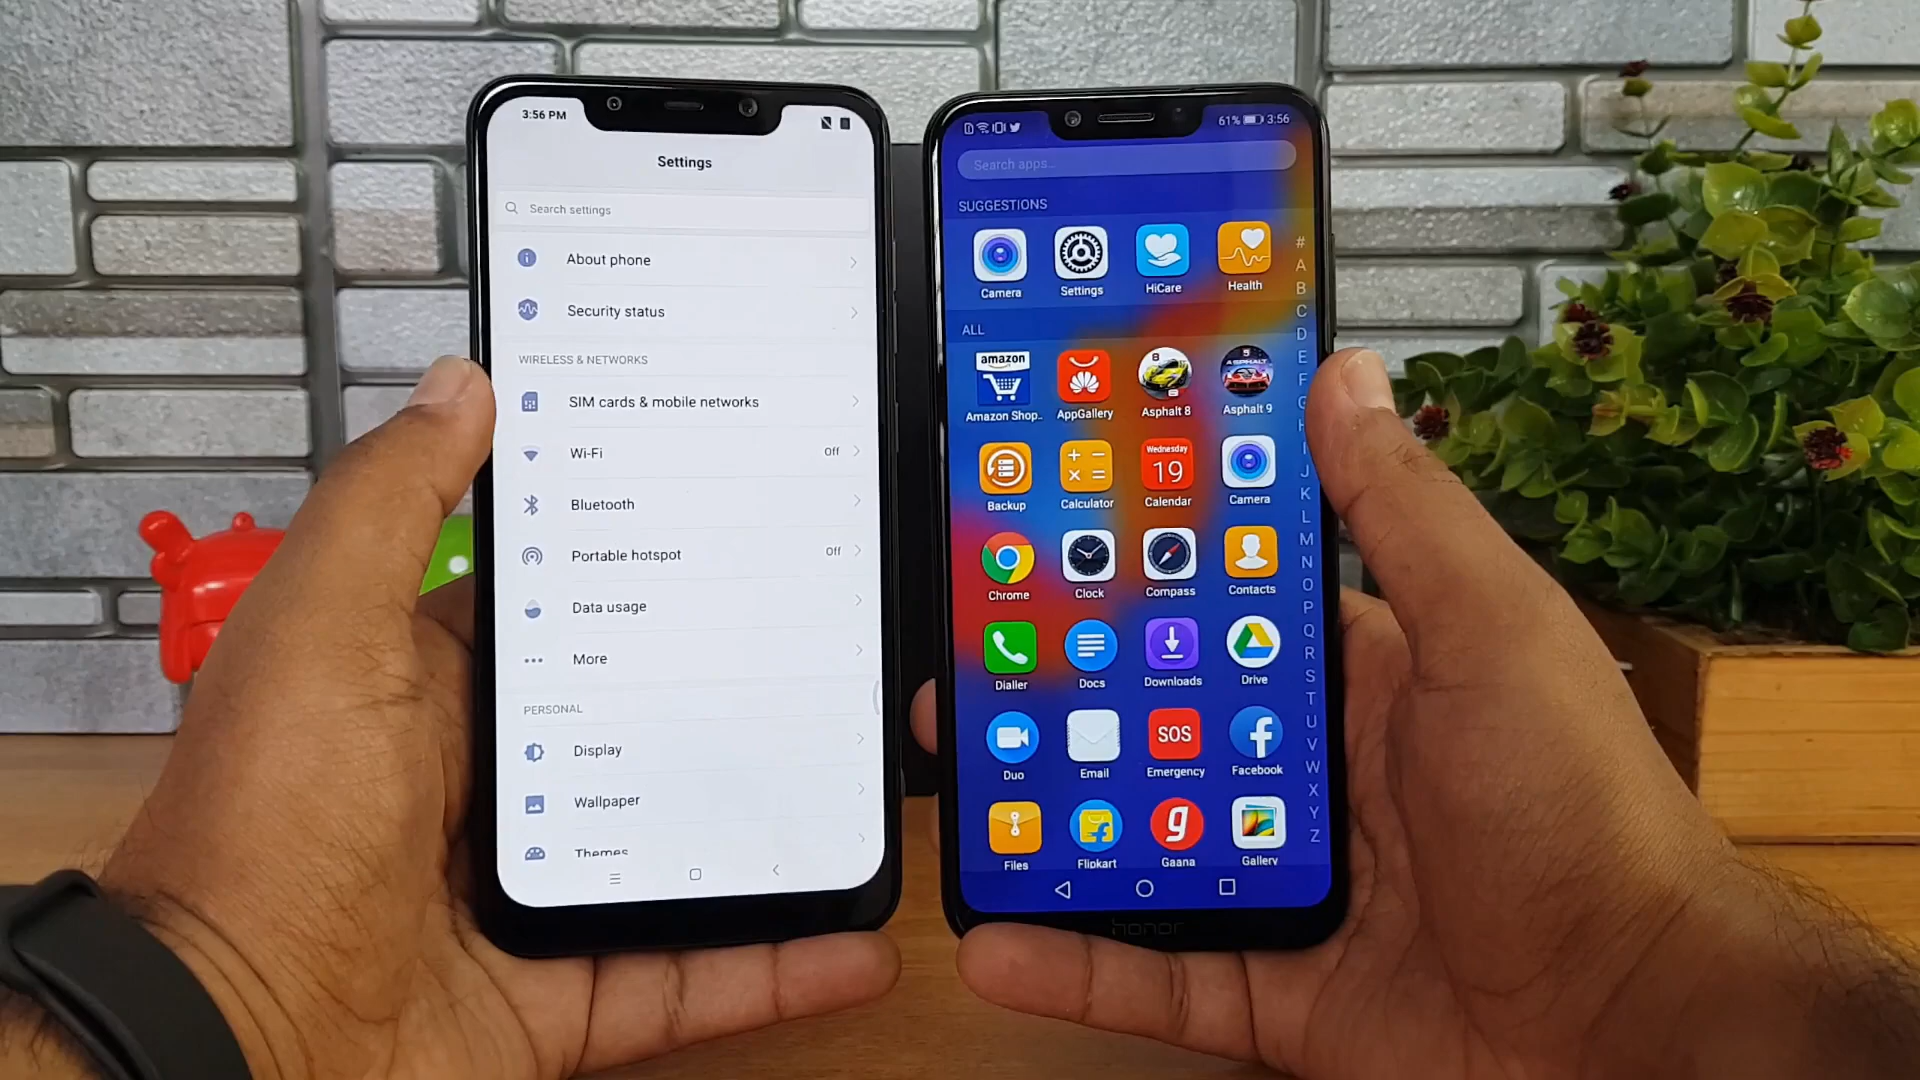 3:56 PM
Settings
Search settings
About phone
Security status
WIRELESS & NETWORKS
SIM cards & mobile networks
Wi-Fi Off
Bluetooth
Portable hotspot Off
Data usage
More
PERSONAL
Display
Wallpaper
Themes
61% 3:56
Search apps...
SUGGESTIONS
Camera Settings HiCare Health
ALL
amazon
ASPHALT
Amazon Shop.. AppGallery Asphalt 8 Asphalt 9
Wednesday
19
Backup Calculator Calendar Camera
Chrome Clock Compass Contacts
Dialler Docs Downloads Drive
SOS
Duo Email Emergency Facebook
Files Flipkart Gaana Gallery
#
A
B
C
D
E
F
G
H
I
J
K
L
M
N
O
P
Q
R
S
T
U
V
W
X
Y
Z
honor